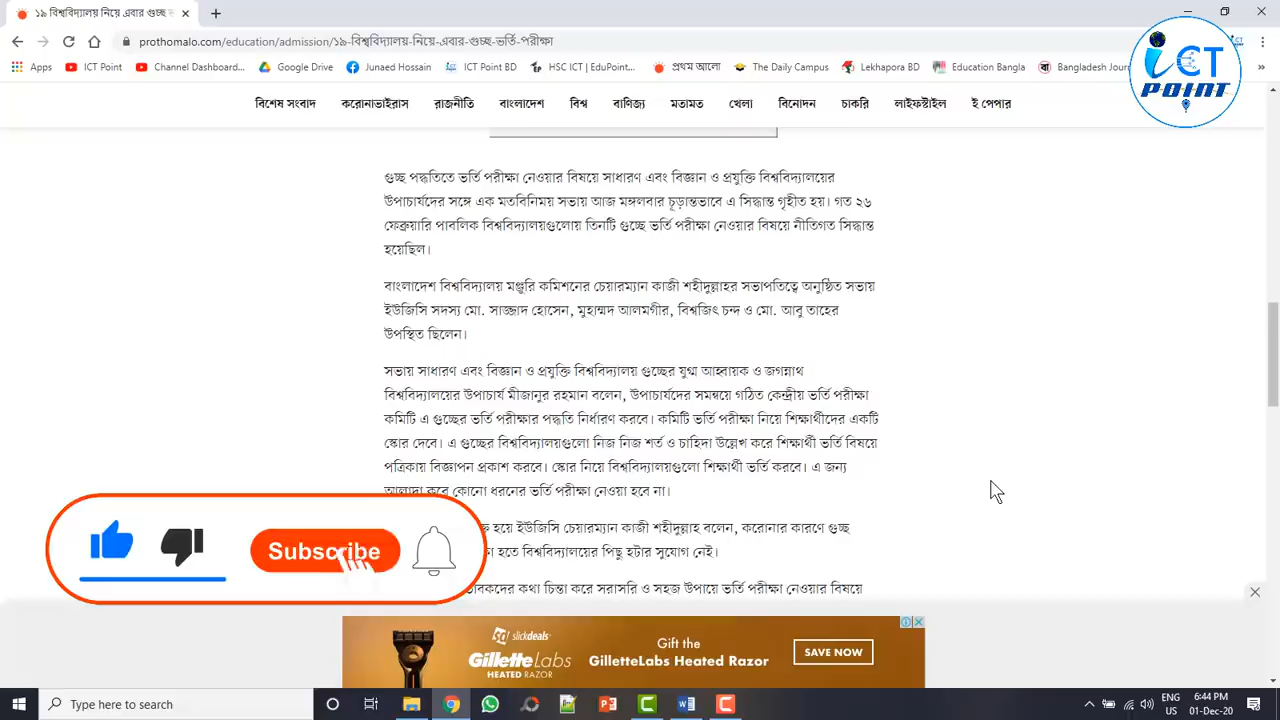 ১৯ বিশ্ববিদ্যালয় নিয়ে এবার গুচ্ছ
prothomalo.com/education/admission/১৯-বিশ্ববিদ্যালয়-নিয়ে-এবার-গুচ্ছ-ভর্তি-পরীক্ষা
Apps ICT Point Channel Dashboard... Google Drive Junaed Hossain ICT Point BD HSC ICT | EduPoint... প্রথম আলো The Daily Campus Lekhapora BD Education Bangla Bangladesh Jour
iCT
POINT
বিশেষ সংবাদ করোনাভাইরাস রাজনীতি বাংলাদেশ বিশ্ব বাণিজ্য মতামত খেলা বিনোদন চাকরি লাইফস্টাইল ই পেপার
গুচ্ছ পদ্ধতিতে ভর্তি পরীক্ষা নেওয়ার বিষয়ে সাধারণ এবং বিজ্ঞান ও প্রযুক্তি বিশ্ববিদ্যালয়ের
উপাচার্যদের সঙ্গে এক মতবিনিময় সভায় আজ মঙ্গলবার চূড়ান্তভাবে এ সিদ্ধান্ত গৃহীত হয়। গত ২৬
ফেব্রুয়ারি পাবলিক বিশ্ববিদ্যালয়গুলোয় তিনটি গুচ্ছে ভর্তি পরীক্ষা নেওয়ার বিষয়ে নীতিগত সিদ্ধান্ত
হয়েছিল।
বাংলাদেশ বিশ্ববিদ্যালয় মঞ্জুরি কমিশনের চেয়ারম্যান কাজী শহীদুল্লাহর সভাপতিত্বে অনুষ্ঠিত সভায়
ইউজিসি সদস্য মো. সাজ্জাদ হোসেন, মুহাম্মদ আলমগীর, বিশ্বজিৎ চন্দ ও মো. আবু তাহের
উপস্থিত ছিলেন।
সভায় সাধারণ এবং বিজ্ঞান ও প্রযুক্তি বিশ্ববিদ্যালয় গুচ্ছের যুগ্ম আহ্বায়ক ও জগন্নাথ
বিশ্ববিদ্যালয়ের উপাচার্য মীজানুর রহমান বলেন, উপাচার্যদের সমন্বয়ে গঠিত কেন্দ্রীয় ভর্তি পরীক্ষা
কমিটি এ গুচ্ছের ভর্তি পরীক্ষার পদ্ধতি নির্ধারণ করবে। কমিটি ভর্তি পরীক্ষা নিয়ে শিক্ষার্থীদের একটি
স্কোর দেবে। এ গুচ্ছের বিশ্ববিদ্যালয়গুলো নিজ নিজ শর্ত ও চাহিদা উল্লেখ করে শিক্ষার্থী ভর্তি বিষয়ে
পত্রিকায় বিজ্ঞাপন প্রকাশ করবে। স্কোর নিয়ে বিশ্ববিদ্যালয়গুলো শিক্ষার্থী ভর্তি করবে। এ জন্য
আলাদা করে কোনো ধরনের ভর্তি পরীক্ষা নেওয়া হবে না।
হয়ে ইউজিসি চেয়ারম্যান কাজী শহীদুল্লাহ বলেন, করোনার কারণে গুচ্ছ
হতে বিশ্ববিদ্যালয়ের পিছু হটার সুযোগ নেই।
কথা চিন্তা করে সরাসরি ও সহজ উপায়ে ভর্তি পরীক্ষা নেওয়ার বিষয়ে
Subscribe
slickdeals
GilletteLabs
HEATED RAZOR
Gift the
GilletteLabs Heated Razor
SAVE NOW
Type here to search
ENG
US
6:44 PM
01-Dec-20